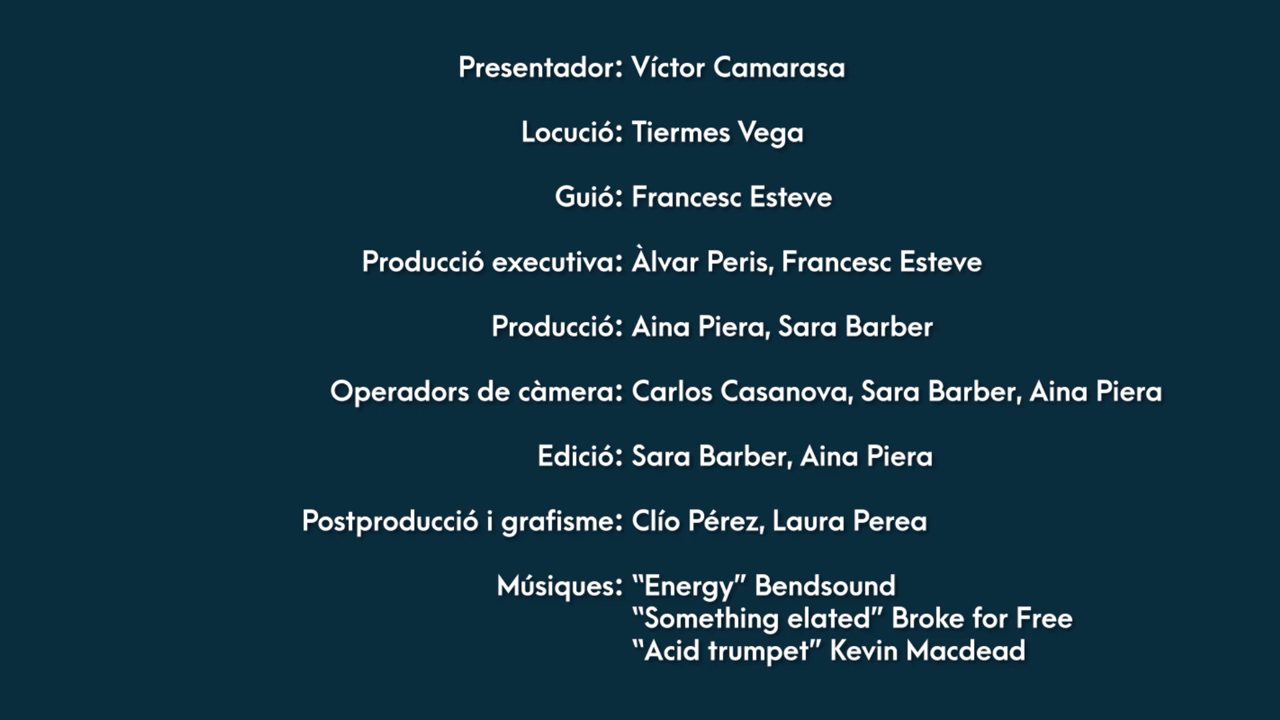 Presentador: Víctor Camarasa
Locució: Tiermes Vega
Guió: Francesc Esteve
Producció executiva: Àlvar Peris, Francesc Esteve
Producció: Aina Piera, Sara Barber
Operadors de càmera: Carlos Casanova, Sara Barber, Aina Piera
Edició: Sara Barber, Aina Piera
Postproducció i grafisme: Clío Pérez, Laura Perea
Músiques: “Energy” Bendsound
“Something elated” Broke for Free
“Acid trumpet” Kevin Macdead